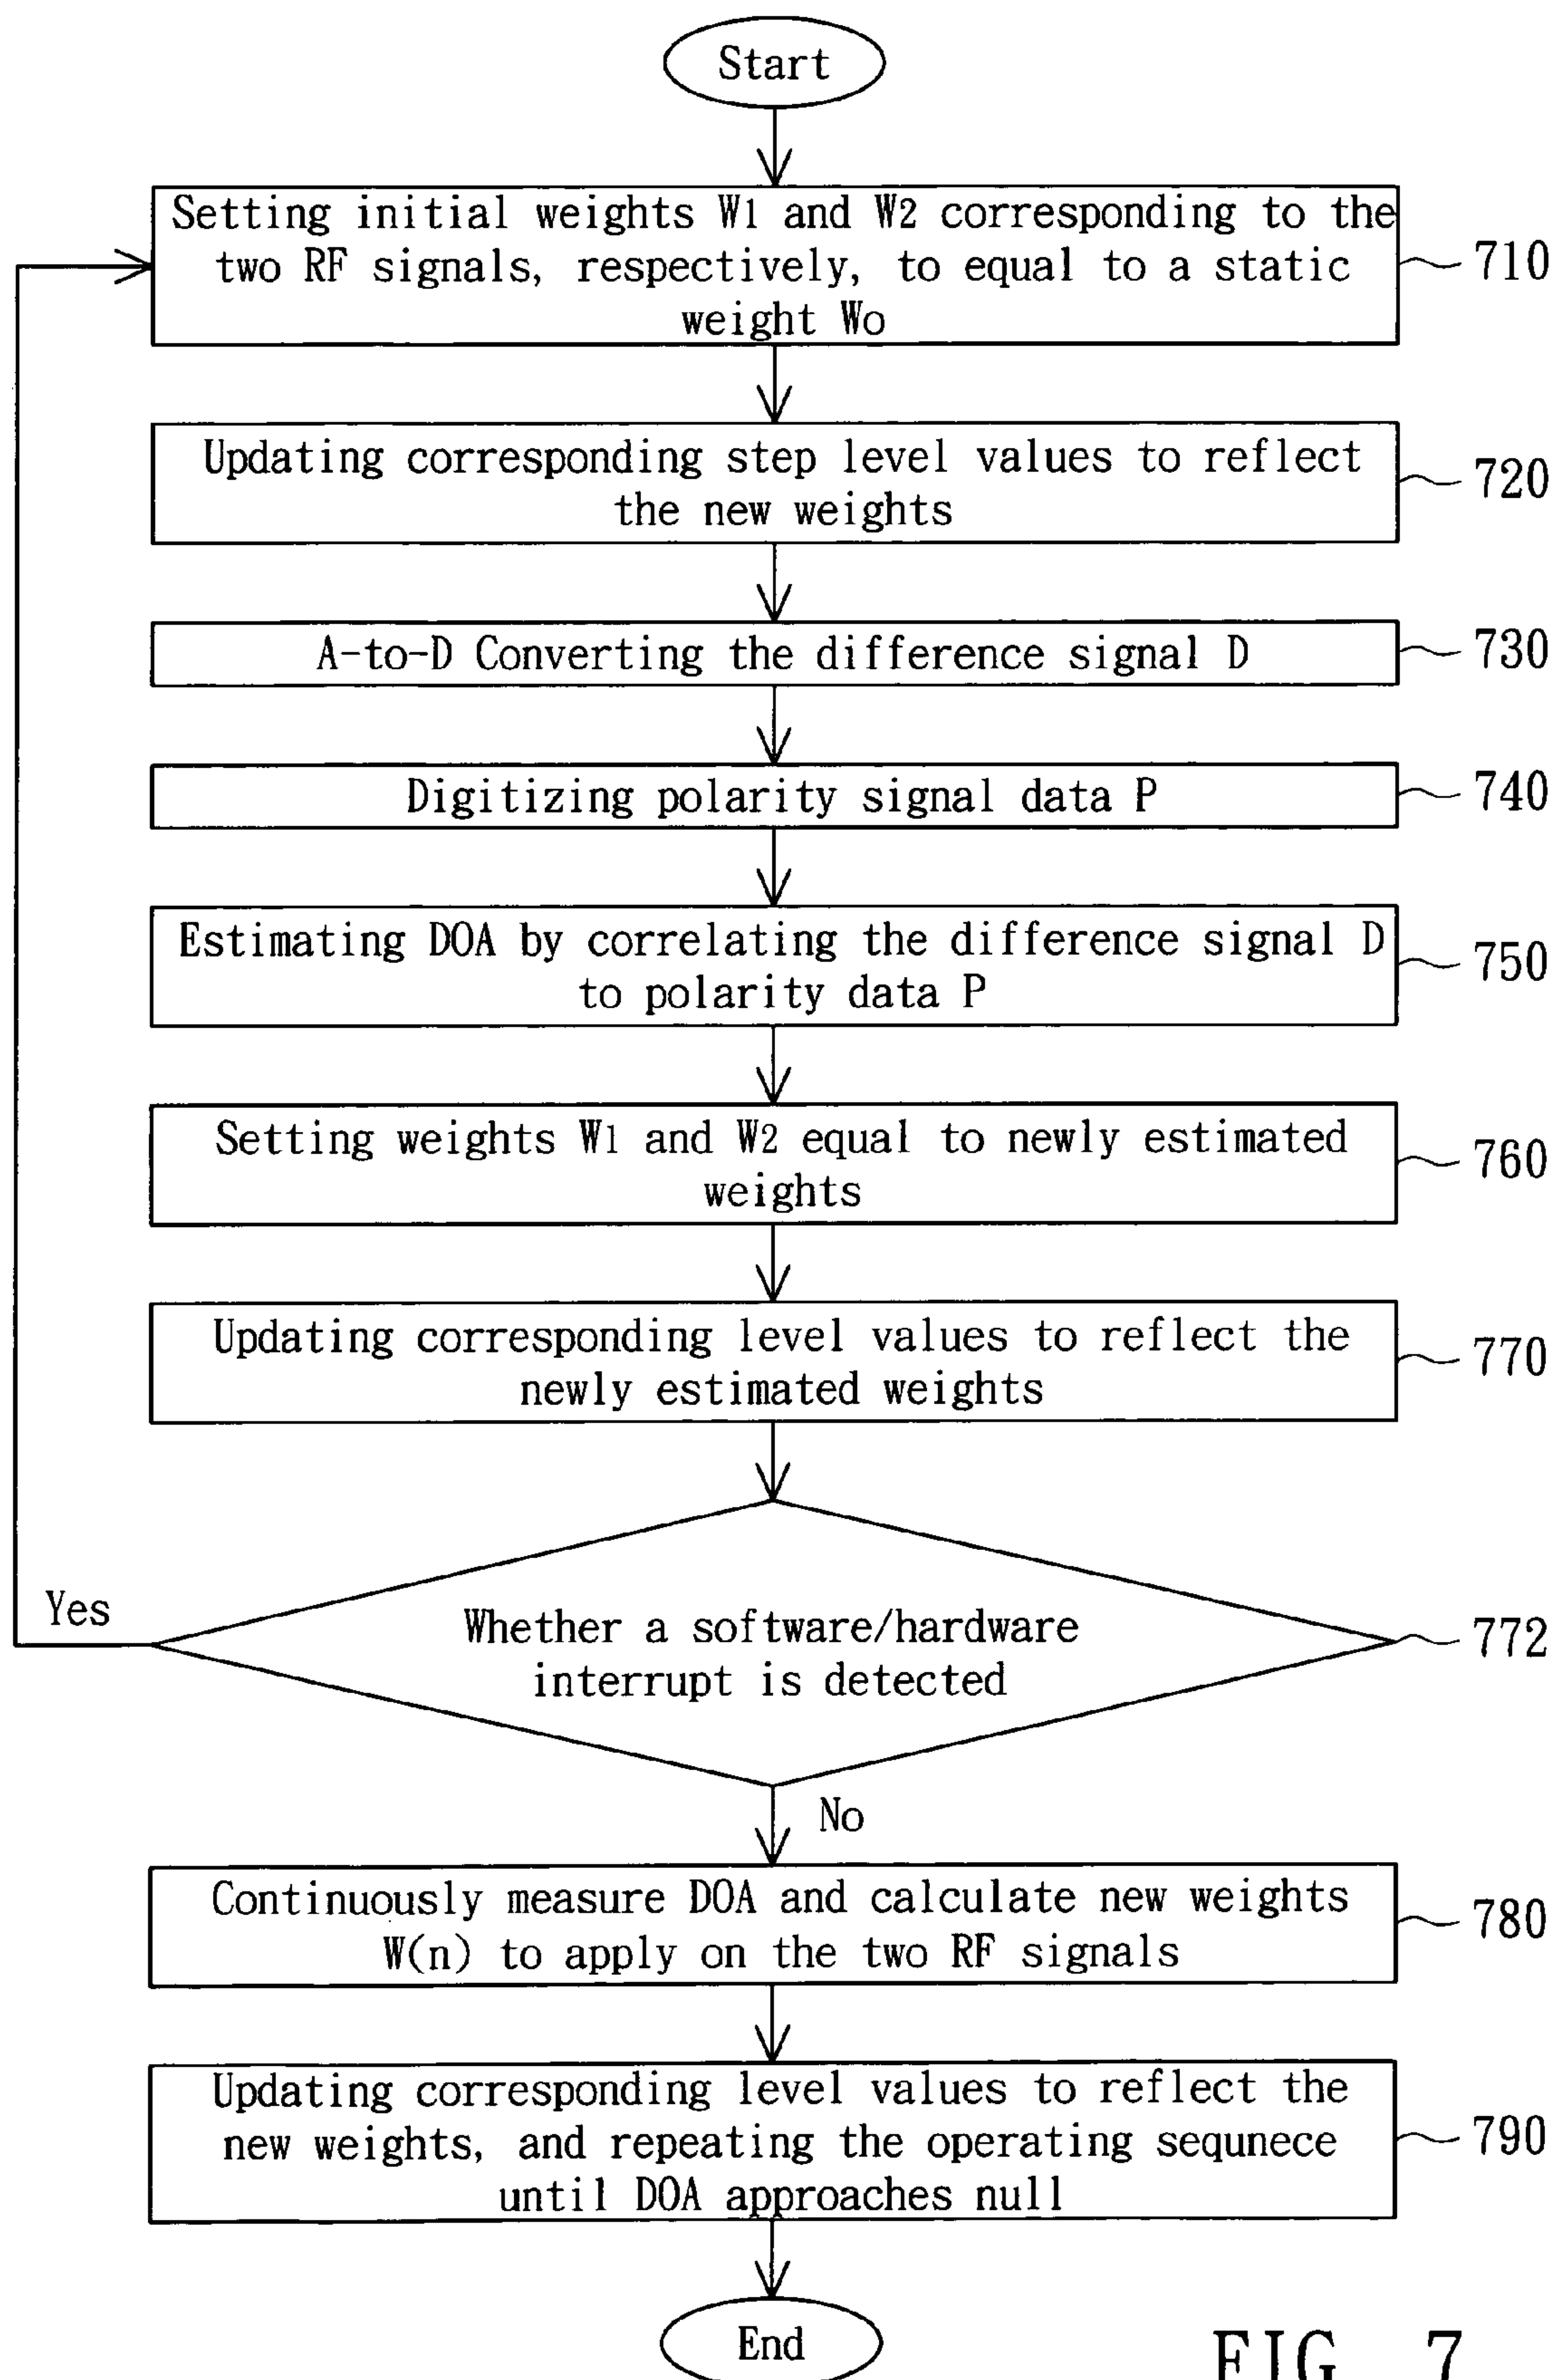 Start
Setting initial weights W1 and W2 corresponding to the
two RF signals, respectively, to equal to a static
weight Wo
710
Updating corresponding step level values to reflect
the new weights
720
A-to-D Converting the difference signal D
730
Digitizing polarity signal data P
740
Estimating DOA by correlating the difference signal D
to polarity data P
750
Setting weights W1 and W2 equal to newly estimated
weights
760
Updating corresponding level values to reflect the
newly estimated weights
770
Yes
Whether a software/hardware
interrupt is detected
772
No
Continuously measure DOA and calculate new weights
W(n) to apply on the two RF signals
780
Updating corresponding level values to reflect the
new weights, and repeating the operating sequnece
until DOA approaches null
790
End
FIG. 7